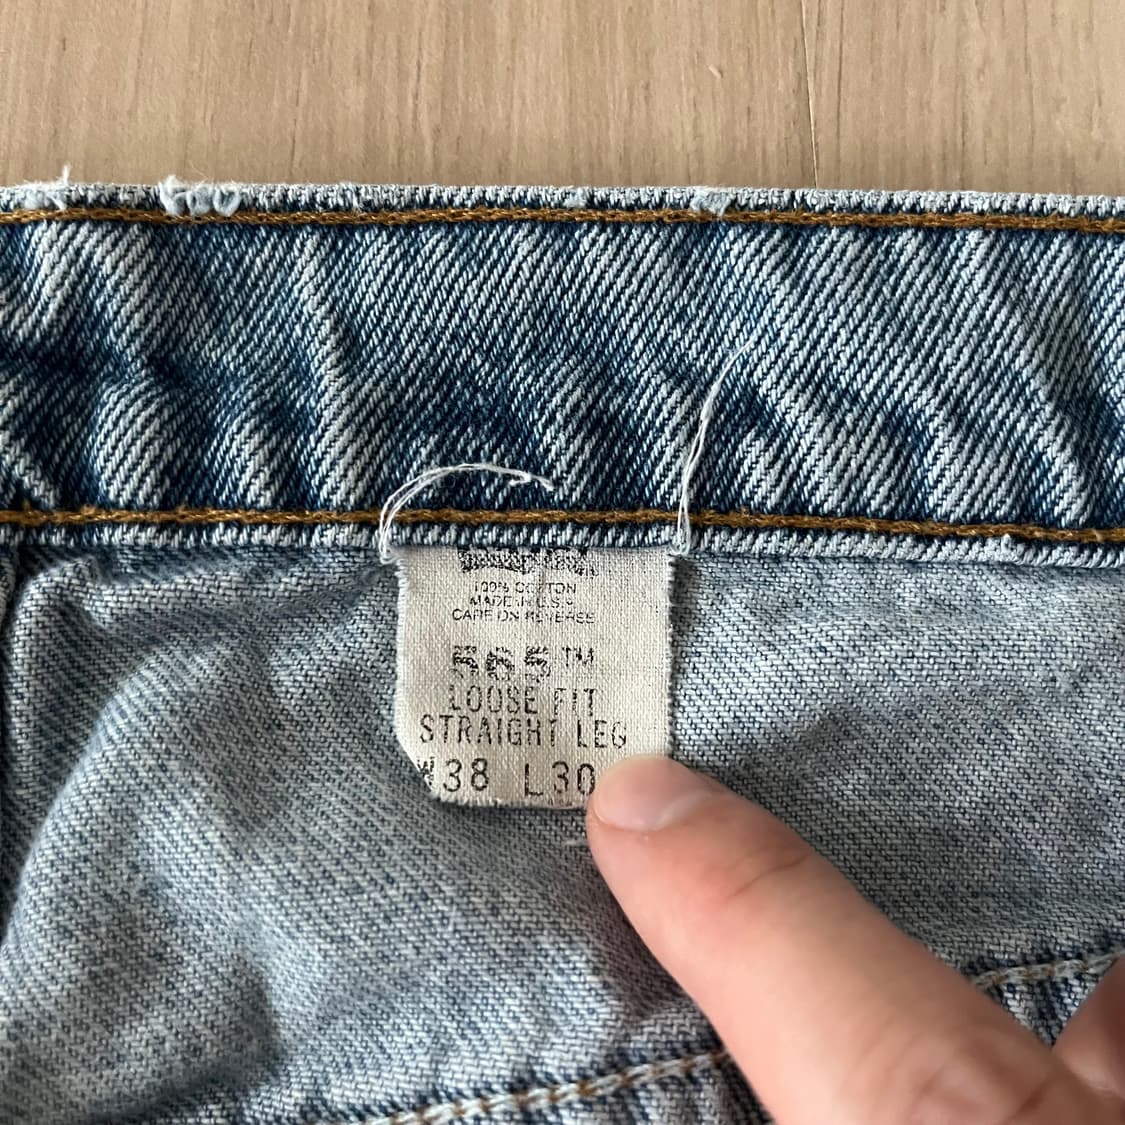 100% COTTON
MADE IN U.S.A.
CARE ON REVERSE
565™
LOOSE FIT
STRAIGHT LEG
W38 L30